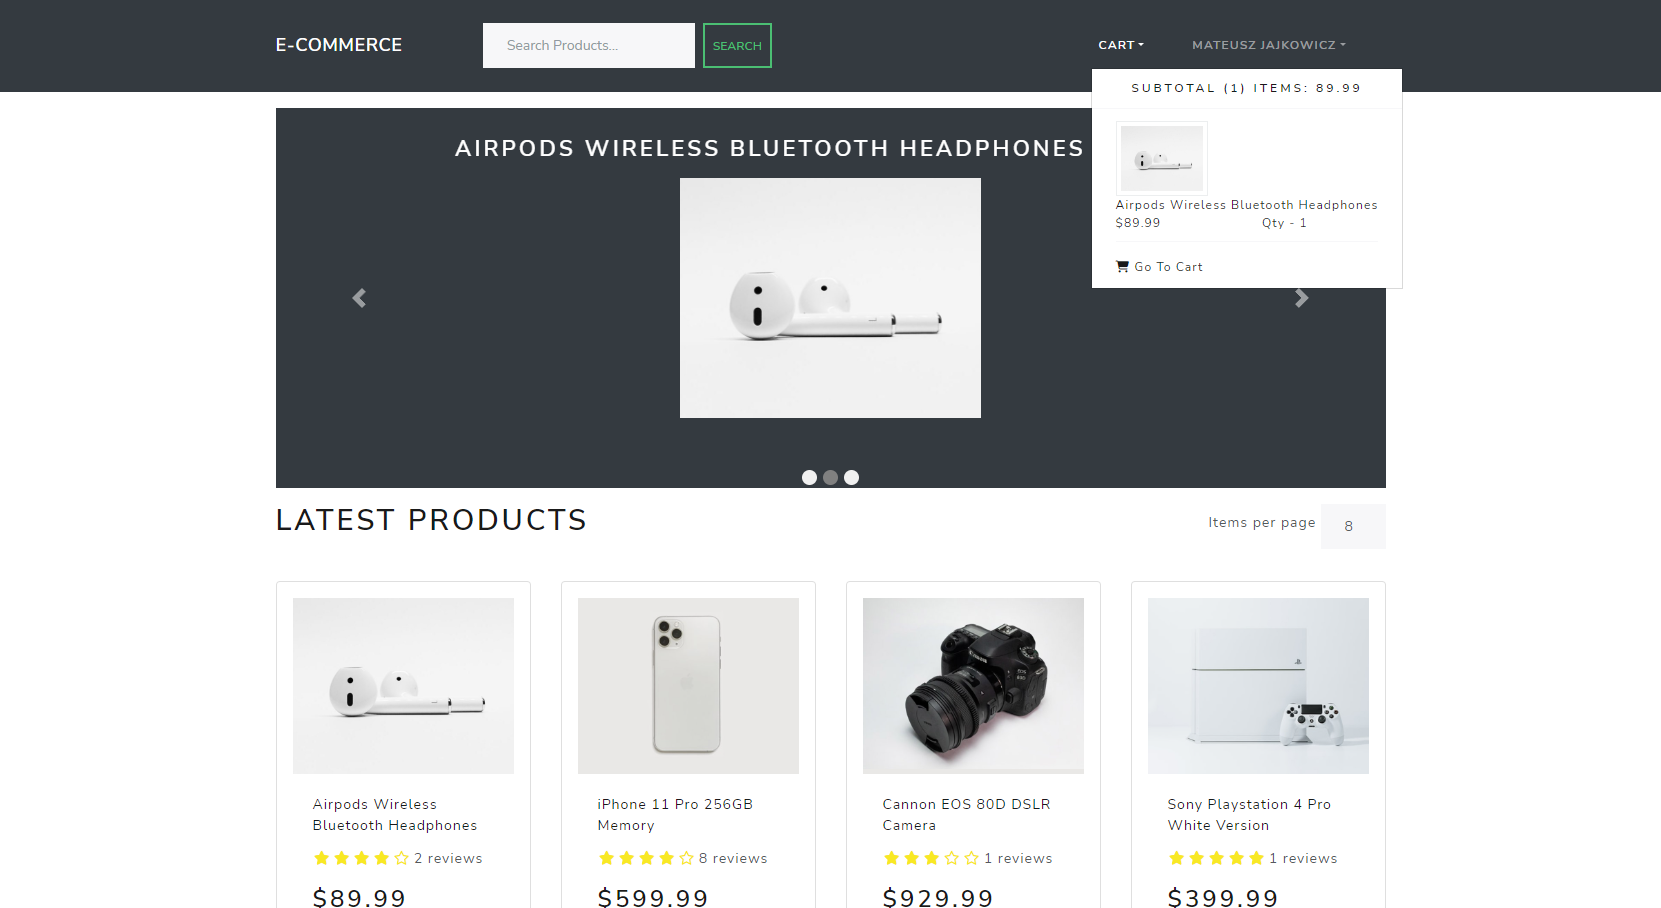 E-COMMERCE
Search Products...
SEARCH
CART
MATEUSZ JAJKOWICZ
SUBTOTAL (1) ITEMS: 89.99
Airpods Wireless Bluetooth Headphones
$89.99 Qty - 1
Go To Cart
AIRPODS WIRELESS BLUETOOTH HEADPHONES
LATEST PRODUCTS
Items per page 8
Airpods Wireless
Bluetooth Headphones
2 reviews
$89.99
iPhone 11 Pro 256GB
Memory
8 reviews
$599.99
Cannon EOS 80D DSLR
Camera
1 reviews
$929.99
Sony Playstation 4 Pro
White Version
1 reviews
$399.99